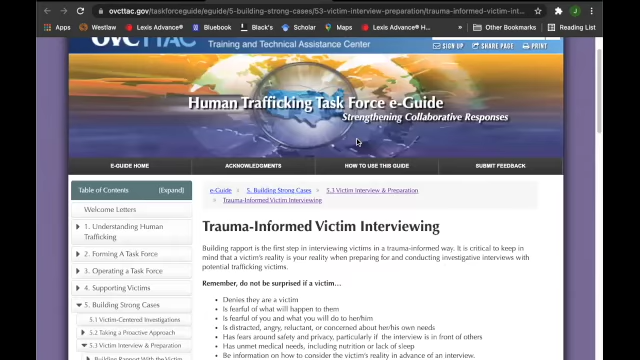 ovcttac.gov/taskforceguide/eguide/5-building-strong-cases/53-victim-interview-preparation/trauma-informed-victim-int...
Apps Westlaw Lexis Advance® News Bluebook Black's Scholar Maps Lexis Advance® H... » Other Bookmarks Reading List
OVCTTAC
Training and Technical Assistance Center
SIGN UP SHARE PAGE PRINT
Human Trafficking Task Force e-Guide
Strengthening Collaborative Responses
E-GUIDE HOME ACKNOWLEDGMENTS HOW TO USE THIS GUIDE SUBMIT FEEDBACK
Table of Contents (Expand)
Welcome Letters
1. Understanding Human
Trafficking
2. Forming A Task Force
3. Operating a Task Force
4. Supporting Victims
5. Building Strong Cases
5.1 Victim-Centered Investigations
5.2 Taking a Proactive Approach
5.3 Victim Interview & Preparation
Building Rapport With the Victim
e-Guide > 5. Building Strong Cases > 5.3 Victim Interview & Preparation
> Trauma-Informed Victim Interviewing
Trauma-Informed Victim Interviewing
Building rapport is the first step in interviewing victims in a trauma-informed way. It is critical to keep in
mind that a victim's reality is your reality when preparing for and conducting investigative interviews with
potential trafficking victims.
Remember, do not be surprised if a victim...
• Denies they are a victim
• Is fearful of what will happen to them
• Is fearful of you and what you will do to her/him
• Is distracted, angry, reluctant, or concerned about her/his own needs
• Has fears around safety and privacy, particularly if the interview is in front of others
• Has unmet medical needs, including nutrition or lack of sleep
• Be information on how to consider the victim's reality in advance of an interview.